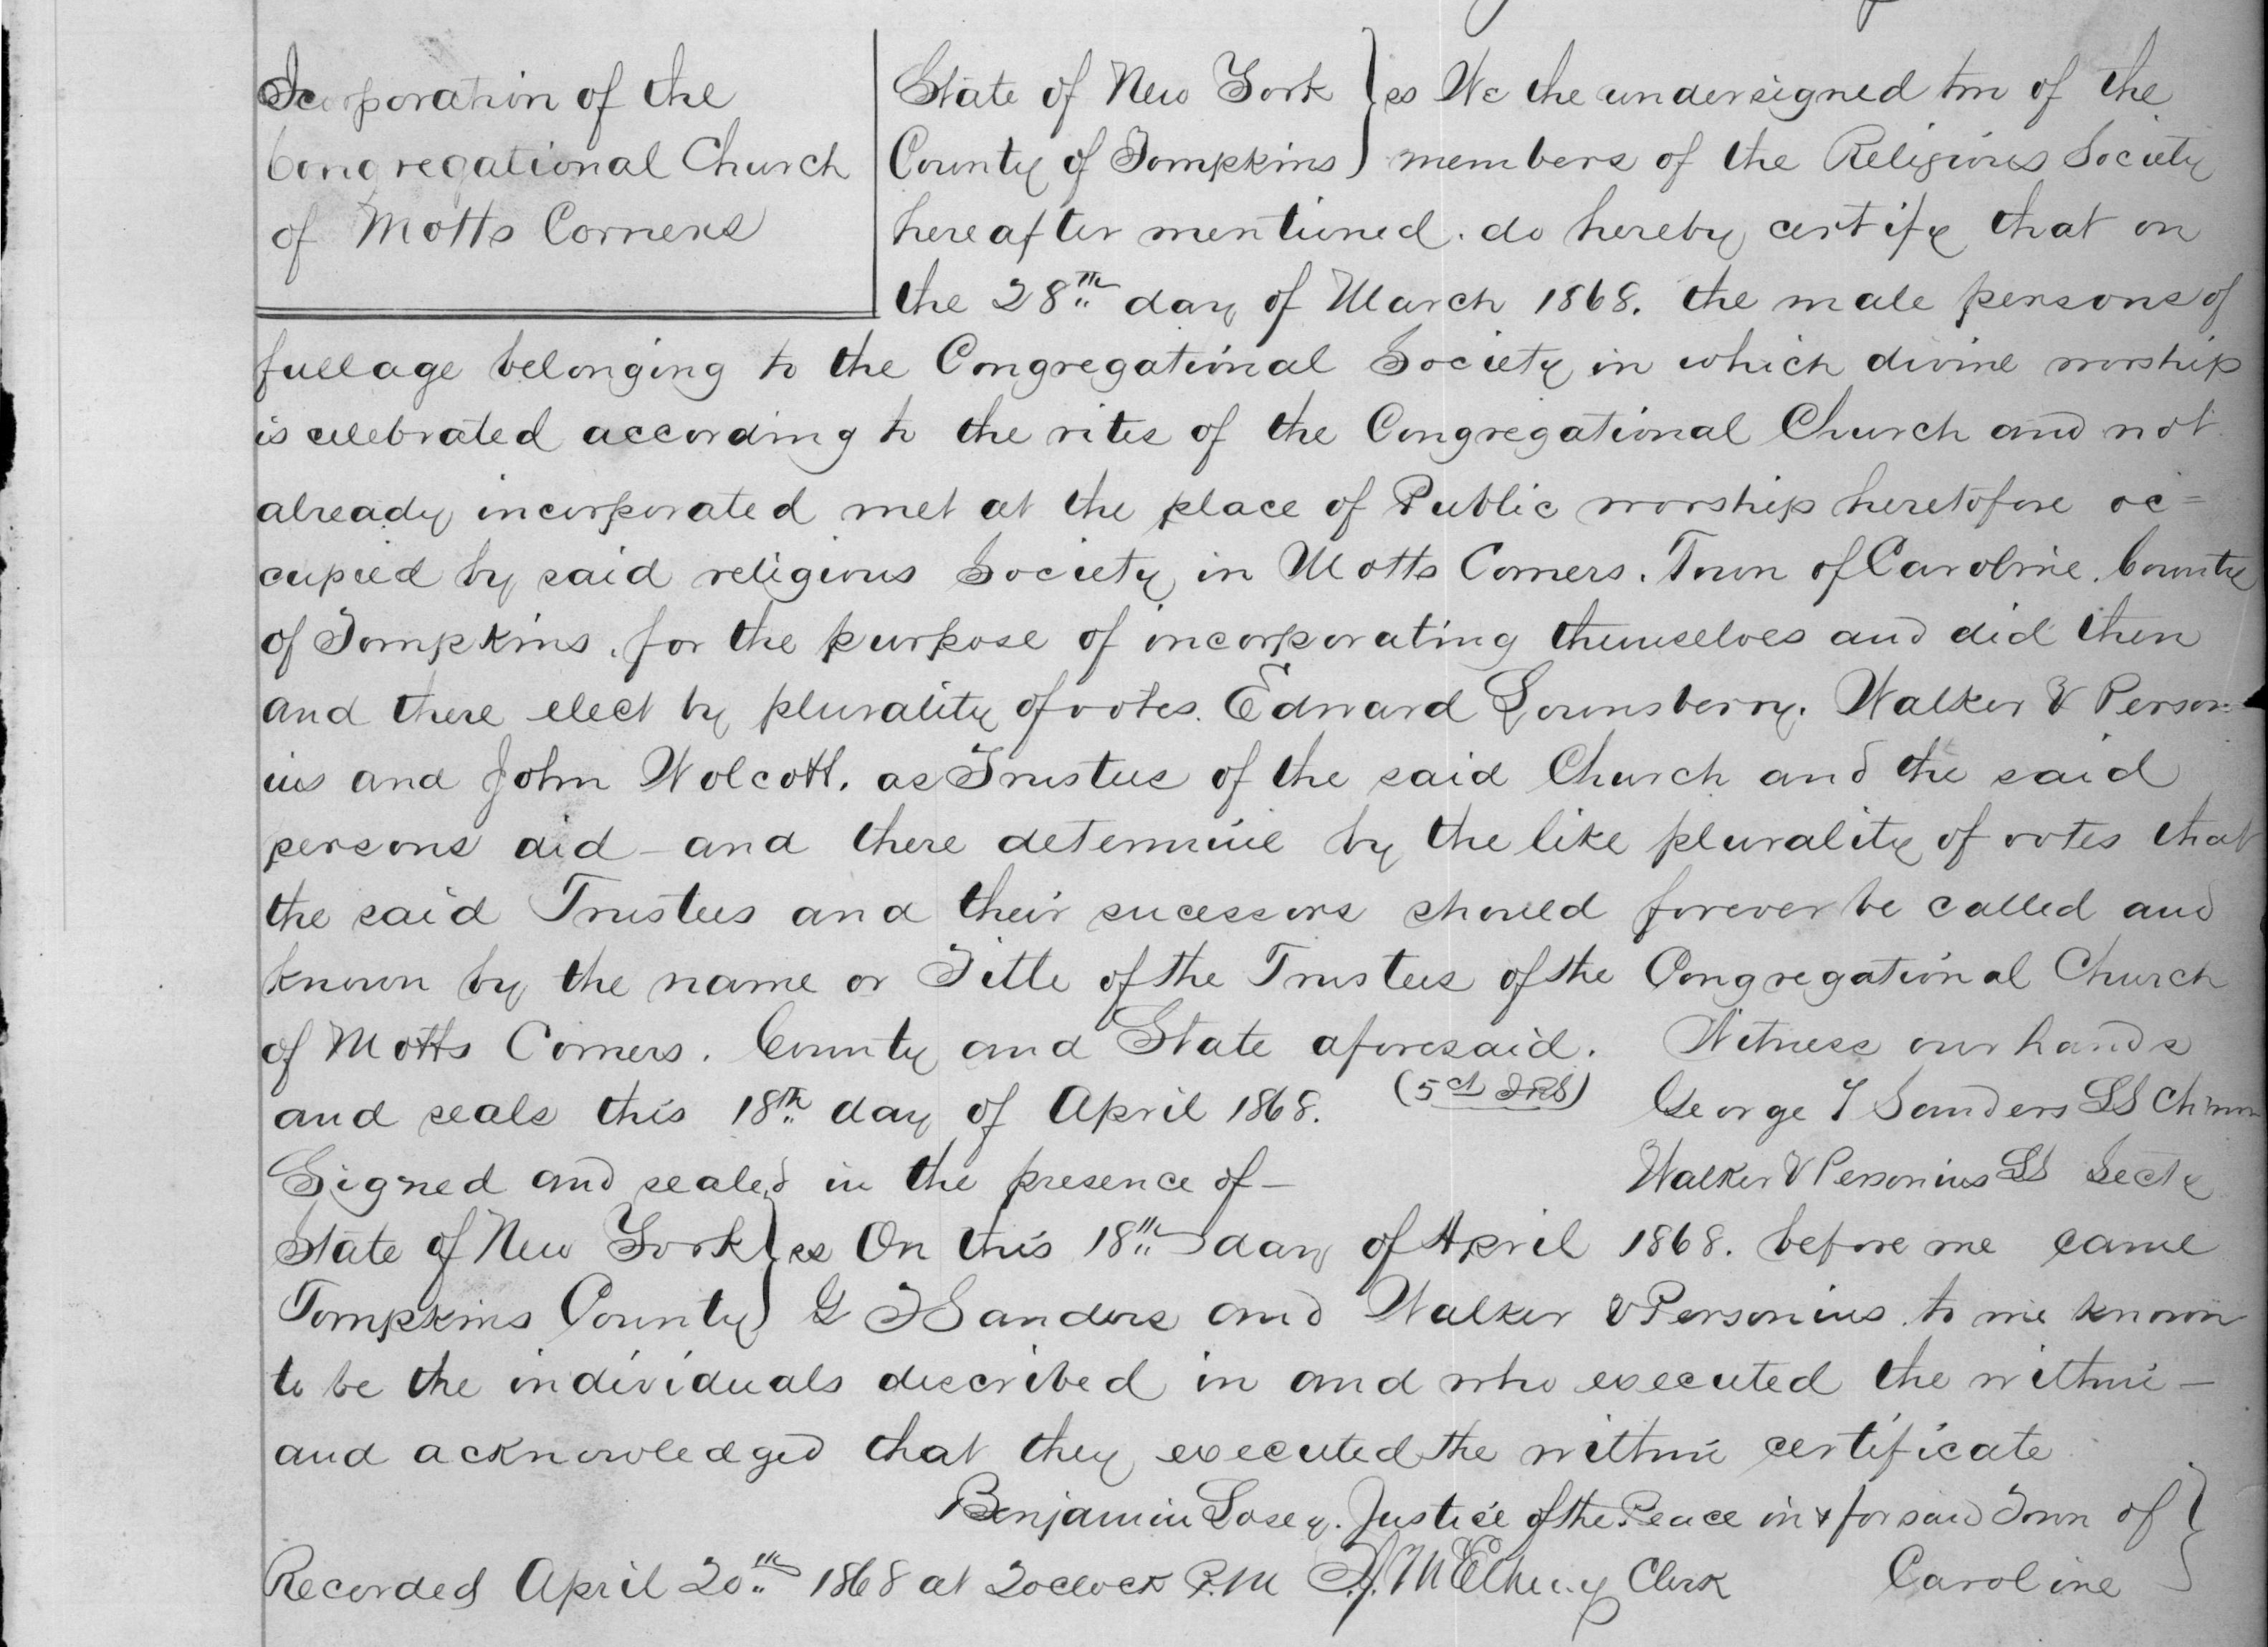 Icorporation of the
Congregational Church
of Motts Corners
State of New York } ss We the undersigned two of the
County of Tompkins } members of the Religious Society
hereafter mentioned. do hereby certify that on
the 28th day of March 1868. the male persons of
full age belonging to the Congregational Society in which divine worship
is celebrated according to the rites of the Congregational Church and not
already incorporated met at the place of Public worship heretofore oc=
cupied by said religious Society in Motts Corners. Town of Caroline. County
of Tompkins. for the purpose of incorporating themselves and did then
and there elect by plurality of votes. Edward Lounsberry. Walker V Person
ius and John Wolcott. as Trustees of the said Church and the said
persons did - and there determine by the like plurality of votes that
the said Trustees and their sucessors should forever be called and
known by the name or Title of the Trustees of the Congregational Church
of Motts Corners. County and State aforesaid. Witness our hands
and seals this 18th day of April 1868. (5 ct IRS) George T Sanders LS Chmn
Signed and sealed in the presence of - Walker V Personius LS Secty
State of New York } ss On this 18th day of April 1868. before me came
Tompkins County } G T Sanders and Walker V Personius to me known
to be the individuals described in and who executed the within -
and acknowledged that they executed the within certificate
Benjamin Losey. Justice of the Peace in & for said Town of }
Recorded April 20th 1868 at 2 oclock P.M Clerk Caroline }